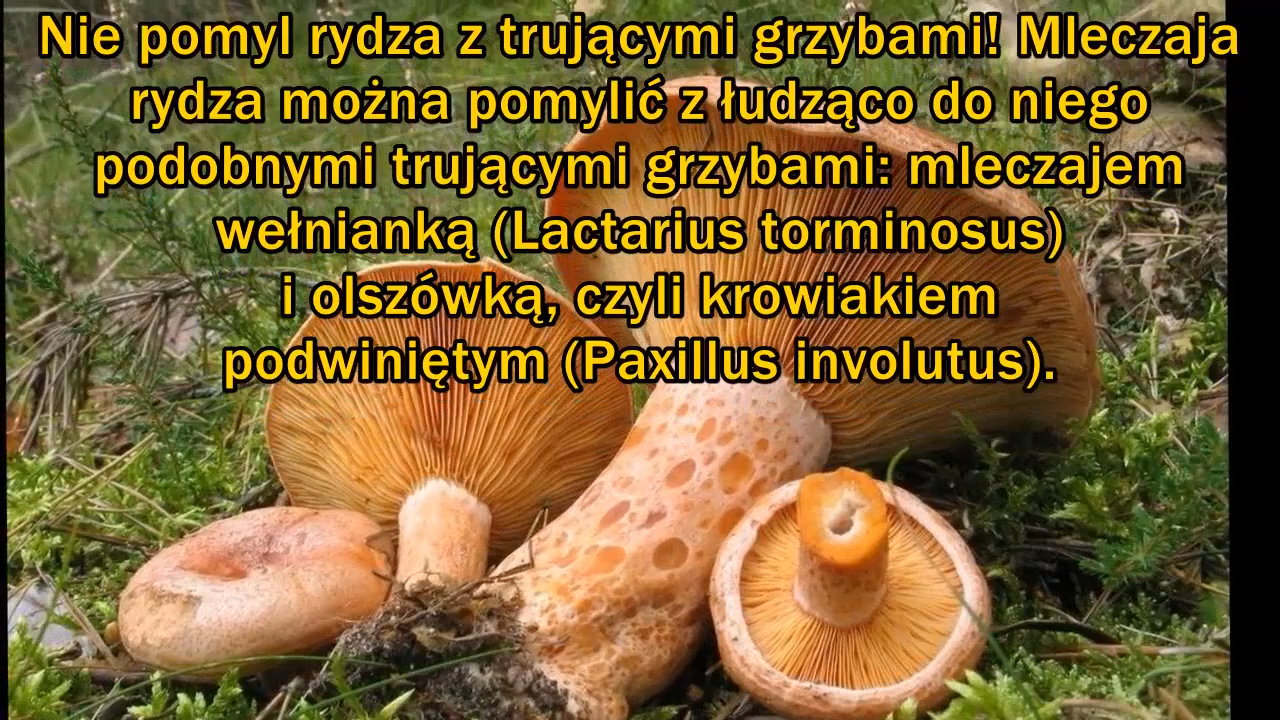 Nie pomyl rydza z trującymi grzybami! Mleczaja
rydza można pomylić z łudząco do niego
podobnymi trującymi grzybami: mleczajem
wełnianką (Lactarius torminosus)
i olszówką, czyli krowiakiem
podwiniętym (Paxillus involutus).